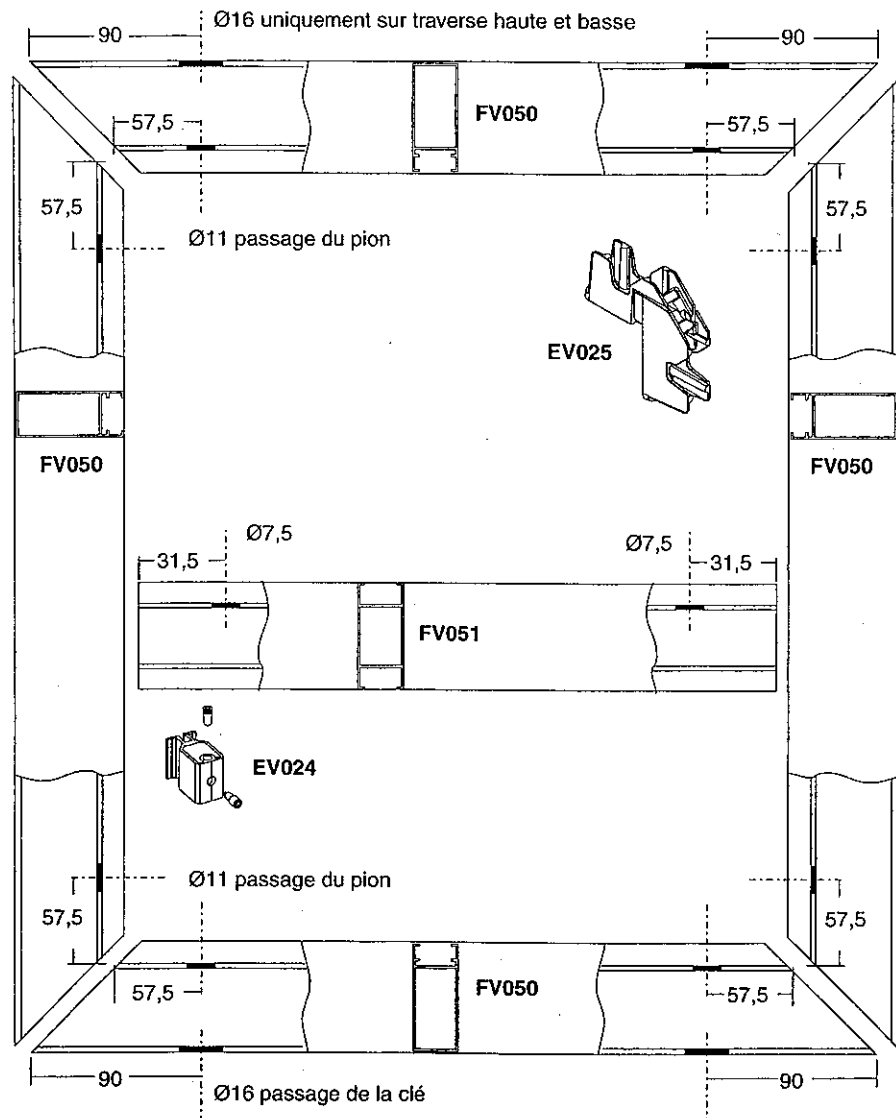 Ø16 uniquement sur traverse haute et basse
90
90
FV050
57,5
57,5
57,5
57,5
Ø11 passage du pion
EV025
FV050
FV050
Ø7,5
Ø7,5
31,5
31,5
FV051
EV024
Ø11 passage du pion
57,5
57,5
57,5
FV050
57,5
90
Ø16 passage de la clé
90